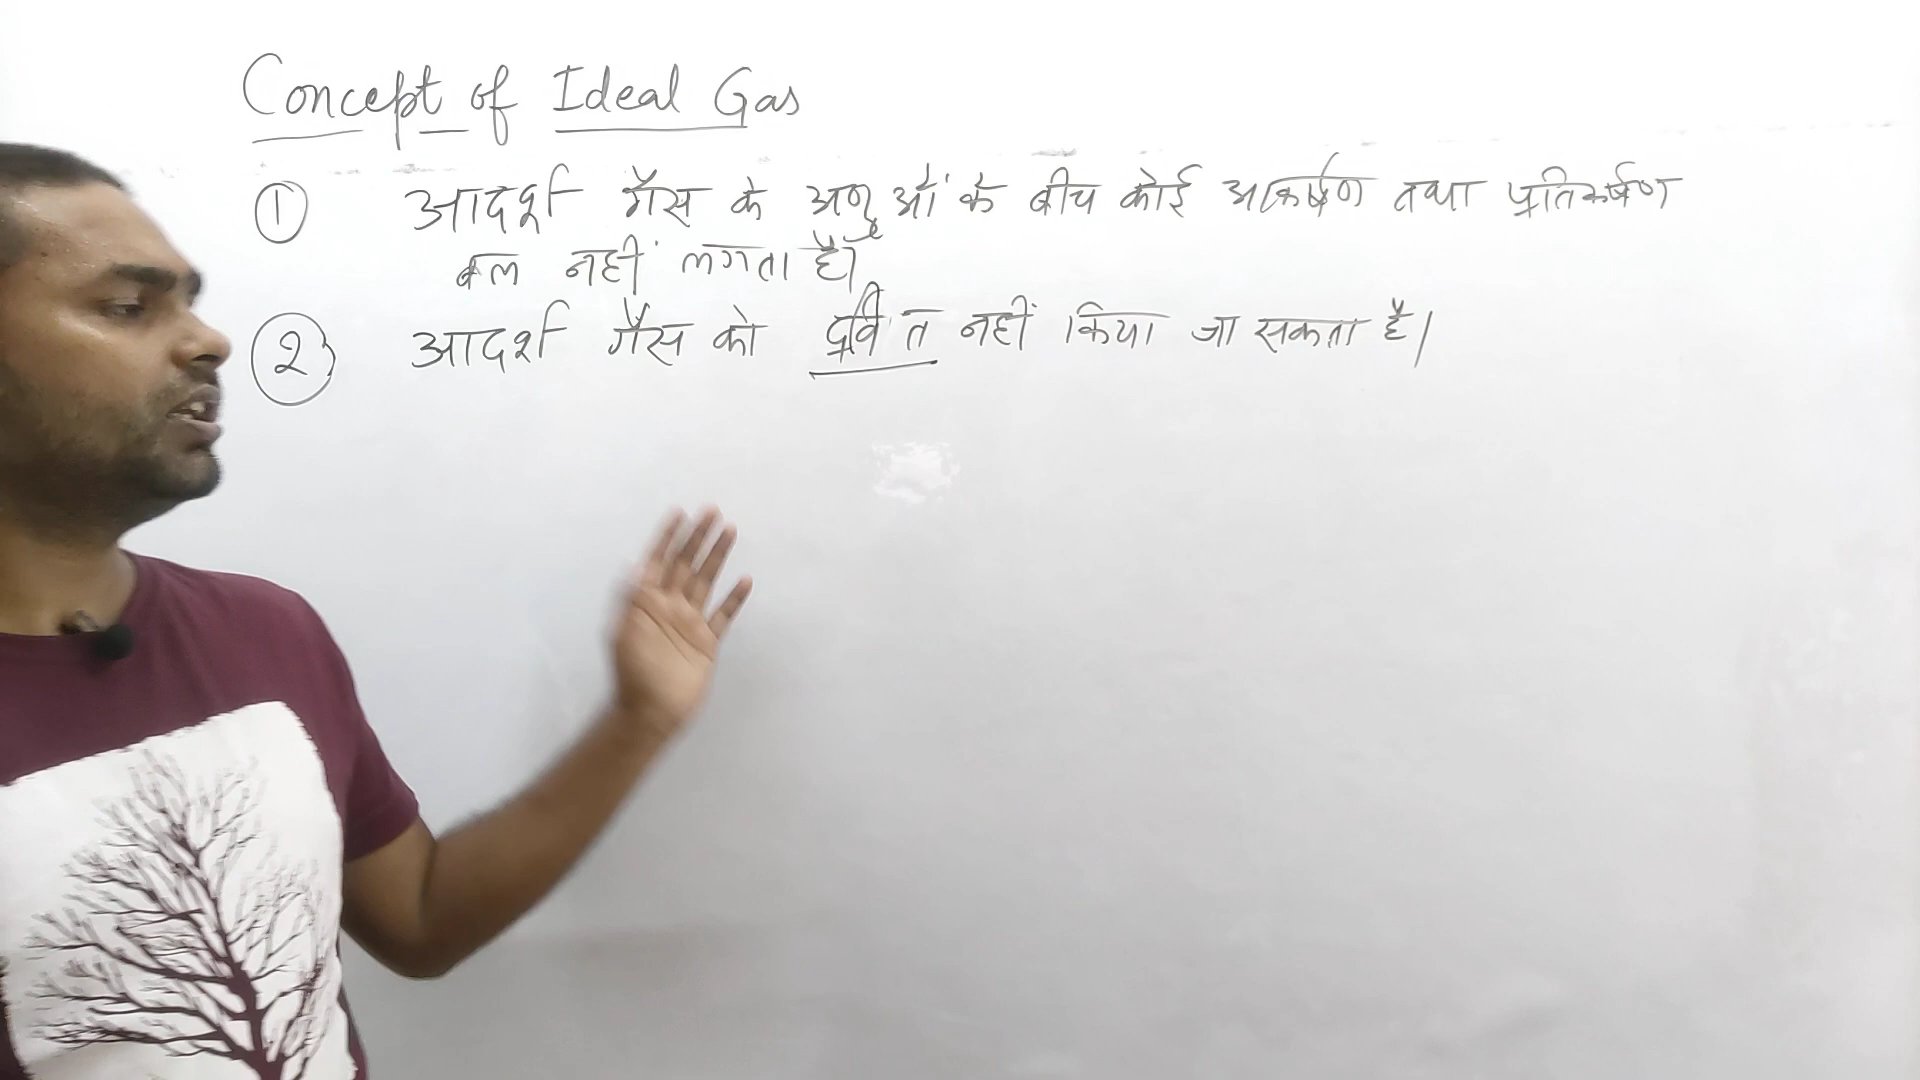 Concept of Ideal Gas
① आदर्श गैस के अणुओं के बीच कोई आकर्षण तथा प्रतिकर्षण
बल नहीं लगता है।
② आदर्श गैस को द्रवित नहीं किया जा सकता है।